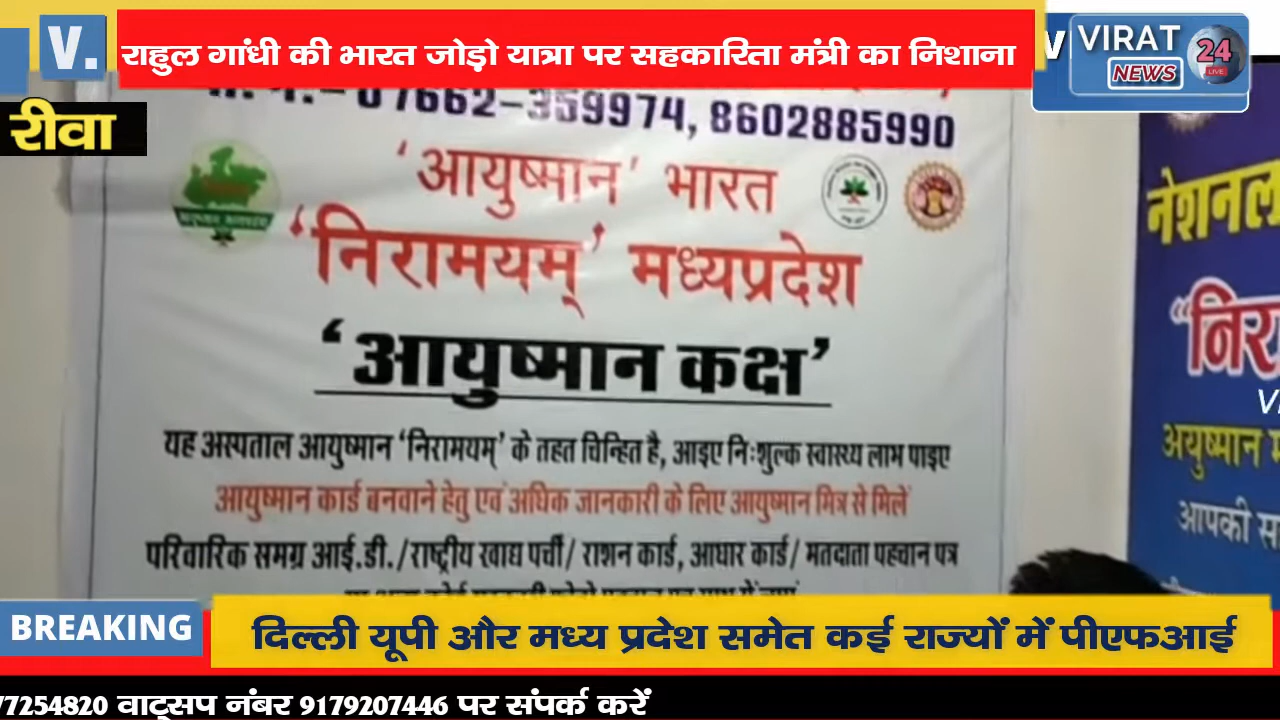 V. राहुल गांधी की भारत जोड़ो यात्रा पर सहकारिता मंत्री का निशाना
VIRAT 24
NEWS LIVE
रीवा
07662-359974, 8602885990
'आयुष्मान' भारत
'निरामयम्' मध्यप्रदेश
'आयुष्मान कक्ष'
यह अस्पताल आयुष्मान 'निरामयम्' के तहत चिन्हित है, आइए निःशुल्क स्वास्थ्य लाभ पाइए
आयुष्मान कार्ड बनवाने हेतु एवं अधिक जानकारी के लिए आयुष्मान मित्र से मिलें
परिवारिक समग्र आई.डी./राष्ट्रीय खाद्य पर्ची/ राशन कार्ड, आधार कार्ड/ मतदाता पहचान पत्र
नेशनल
"निर
अयुष्मान
आपकी
BREAKING दिल्ली यूपी और मध्य प्रदेश समेत कई राज्यों में पीएफआई
77254820 वाट्सप नंबर 9179207446 पर संपर्क करें